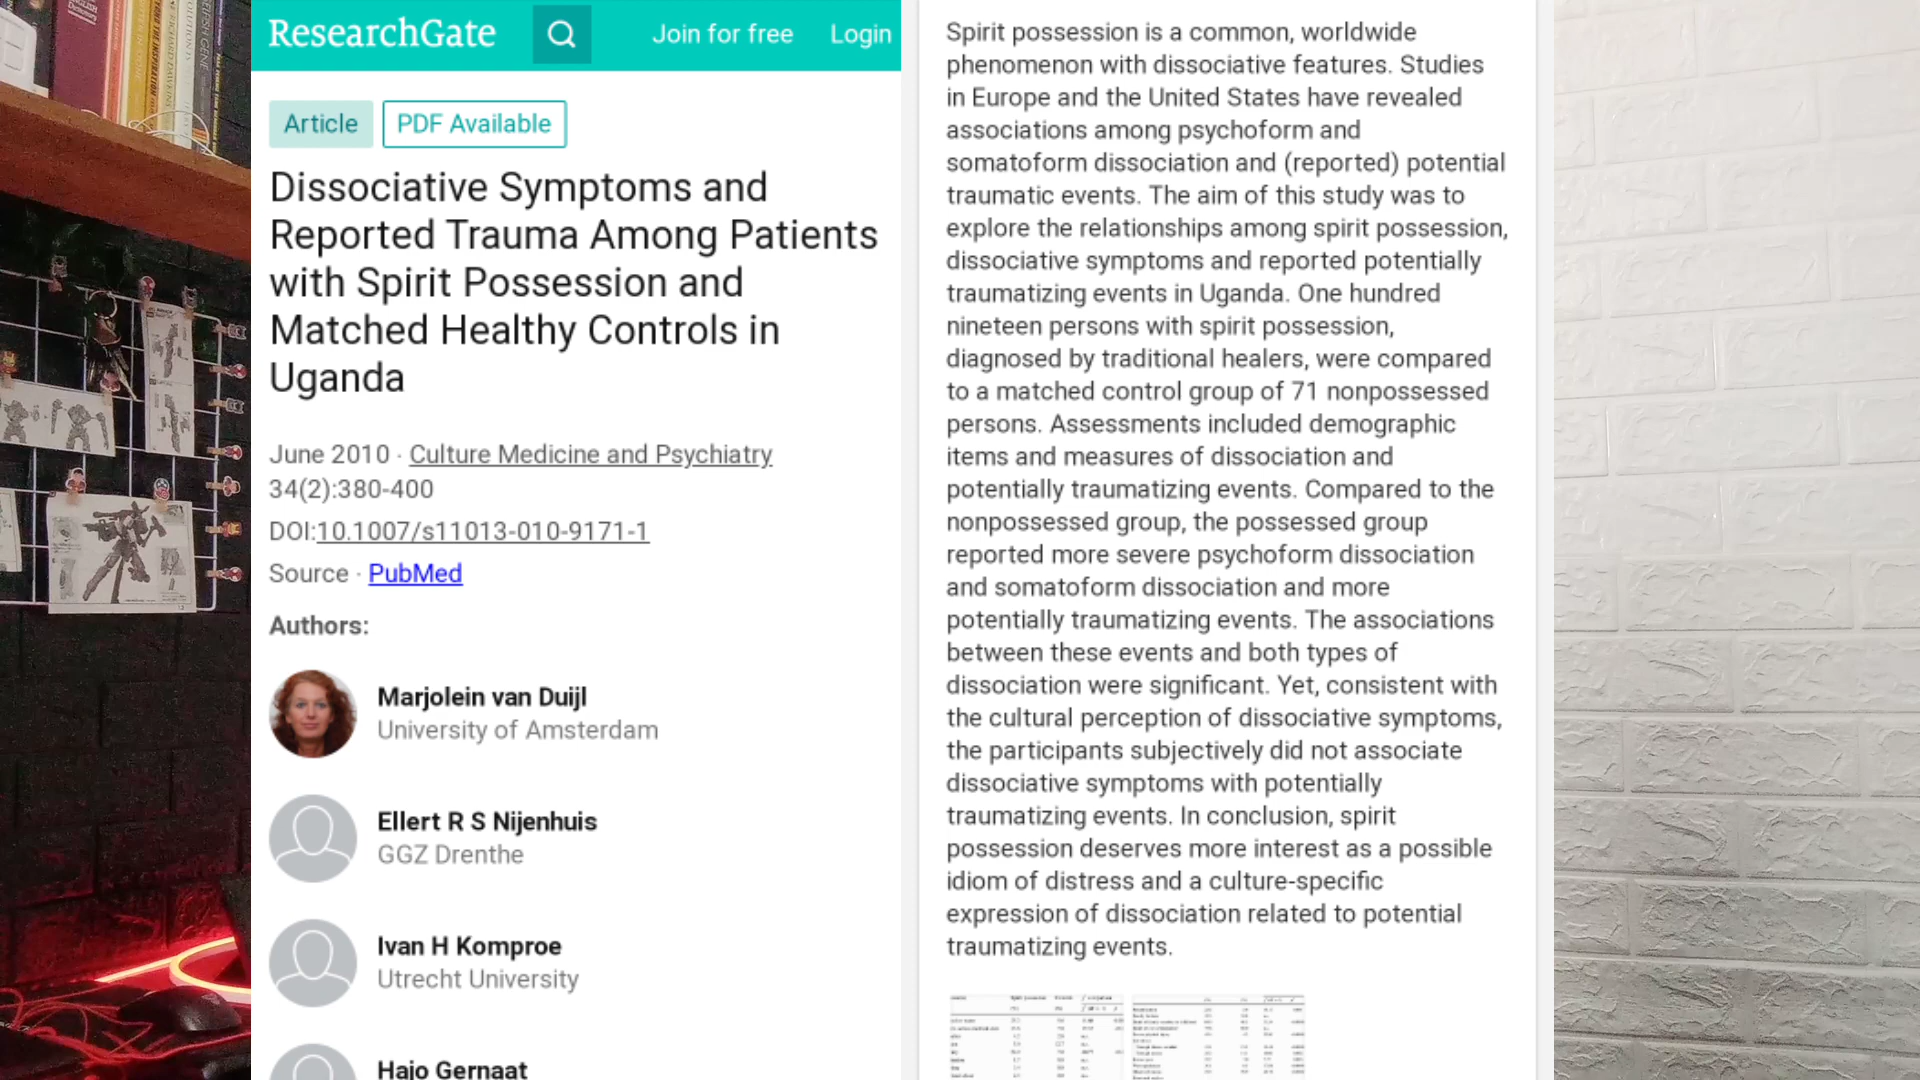 ResearchGate
Join for free
Login
Article
PDF Available
Dissociative Symptoms and
Reported Trauma Among Patients
with Spirit Possession and
Matched Healthy Controls in
Uganda
June 2010 · Culture Medicine and Psychiatry
34(2):380-400
DOI:10.1007/s11013-010-9171-1
Source · PubMed
Authors:
Marjolein van Duijl
University of Amsterdam
Ellert R S Nijenhuis
GGZ Drenthe
Ivan H Komproe
Utrecht University
Hajo Gernaat
Spirit possession is a common, worldwide
phenomenon with dissociative features. Studies
in Europe and the United States have revealed
associations among psychoform and
somatoform dissociation and (reported) potential
traumatic events. The aim of this study was to
explore the relationships among spirit possession,
dissociative symptoms and reported potentially
traumatizing events in Uganda. One hundred
nineteen persons with spirit possession,
diagnosed by traditional healers, were compared
to a matched control group of 71 nonpossessed
persons. Assessments included demographic
items and measures of dissociation and
potentially traumatizing events. Compared to the
nonpossessed group, the possessed group
reported more severe psychoform dissociation
and somatoform dissociation and more
potentially traumatizing events. The associations
between these events and both types of
dissociation were significant. Yet, consistent with
the cultural perception of dissociative symptoms,
the participants subjectively did not associate
dissociative symptoms with potentially
traumatizing events. In conclusion, spirit
possession deserves more interest as a possible
idiom of distress and a culture-specific
expression of dissociation related to potential
traumatizing events.